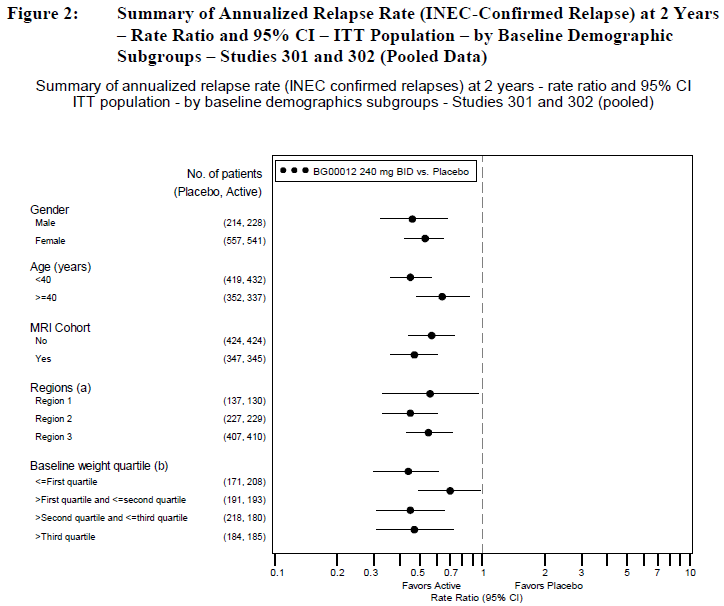 Figure 2: Summary of Annualized Relapse Rate (INEC-Confirmed Relapse) at 2 Years
– Rate Ratio and 95% CI – ITT Population – by Baseline Demographic
Subgroups – Studies 301 and 302 (Pooled Data)
Summary of annualized relapse rate (INEC confirmed relapses) at 2 years - rate ratio and 95% CI
ITT population - by baseline demographics subgroups - Studies 301 and 302 (pooled)
No. of patients
(Placebo, Active)
BG00012 240 mg BID vs. Placebo
Gender
Male (214, 228)
Female (557, 541)
Age (years)
<40 (419, 432)
>=40 (352, 337)
MRI Cohort
No (424, 424)
Yes (347, 345)
Regions (a)
Region 1 (137, 130)
Region 2 (227, 229)
Region 3 (407, 410)
Baseline weight quartile (b)
<=First quartile (171, 208)
>First quartile and <=second quartile (191, 193)
>Second quartile and <=third quartile (218, 180)
>Third quartile (184, 185)
0.1 0.2 0.3 0.5 0.7 1 2 3 5 7 10
Favors Active Favors Placebo
Rate Ratio (95% CI)